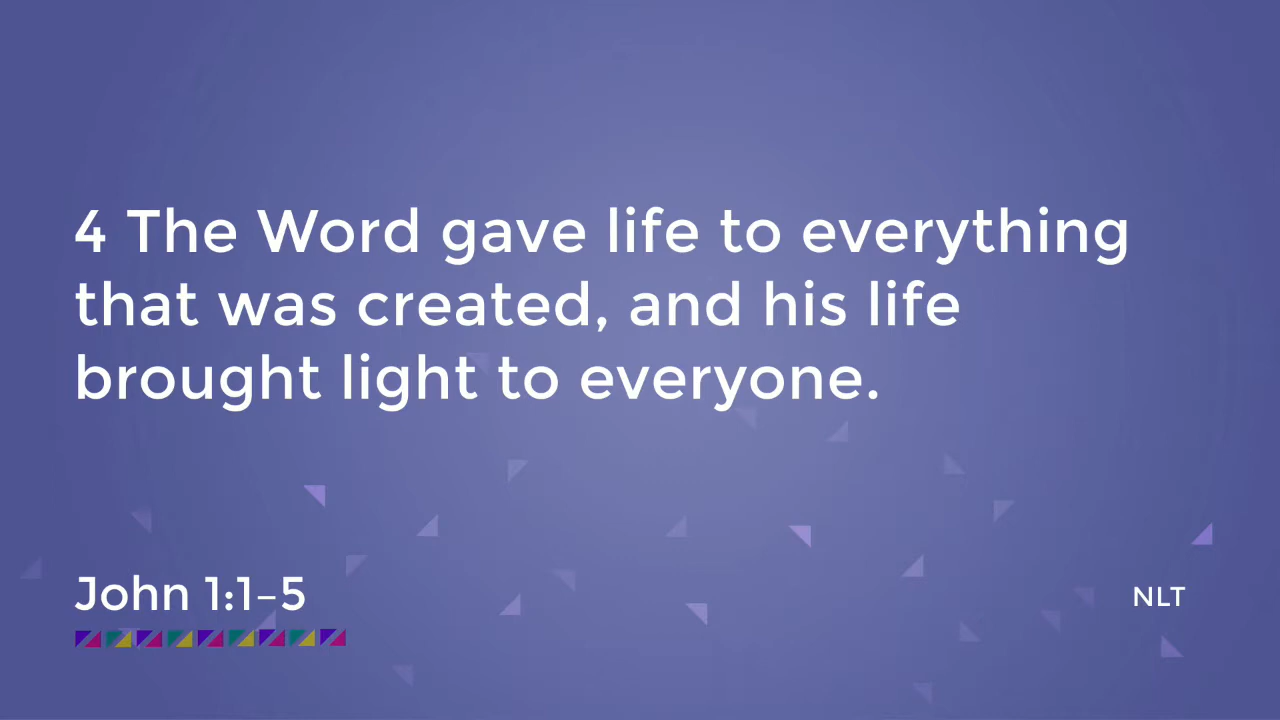 4 The Word gave life to everything
that was created, and his life
brought light to everyone.
John 1:1–5
NLT